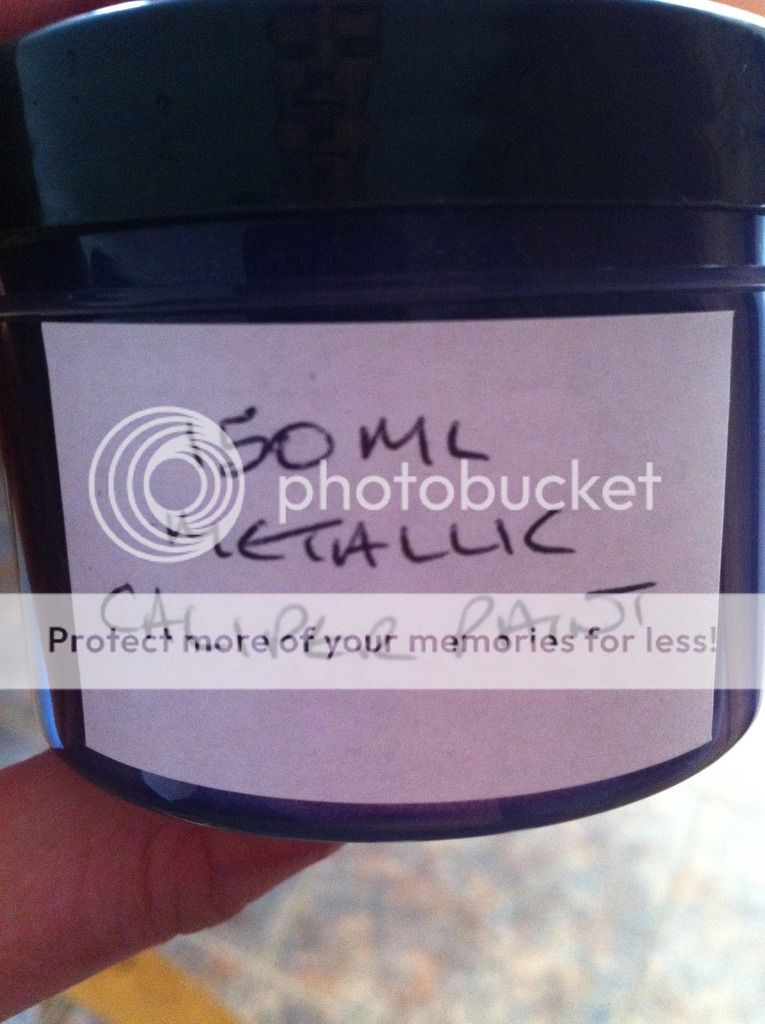 150ML
photobucket
METALLIC
CALIPER PAINT
Protect more of your memories for less!